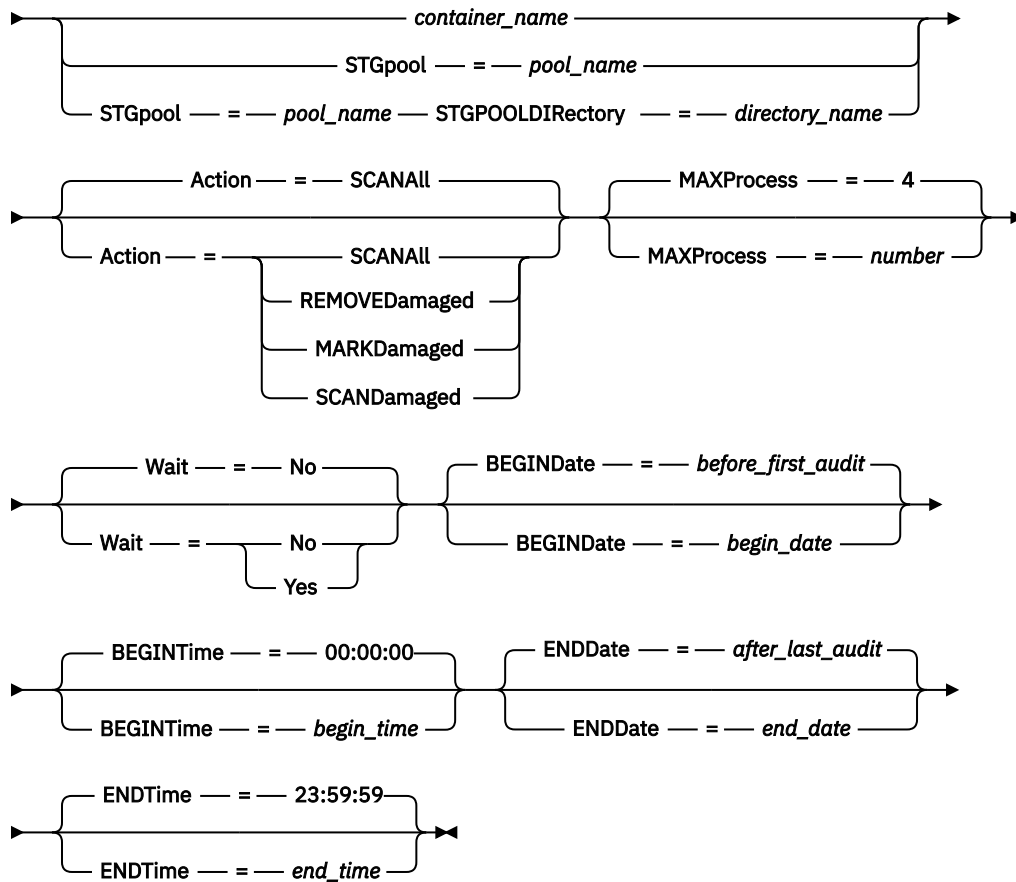 container_name
STGpool = pool_name
STGpool = pool_name STGPOOLDIRectory = directory_name
Action = SCANAll MAXProcess = 4
Action = SCANAll MAXProcess = number
REMOVEDamaged
MARKDamaged
SCANDamaged
Wait = No BEGINDate = before_first_audit
Wait = No BEGINDate = begin_date
Yes
BEGINTime = 00:00:00 ENDDate = after_last_audit
BEGINTime = begin_time ENDDate = end_date
ENDTime = 23:59:59
ENDTime = end_time